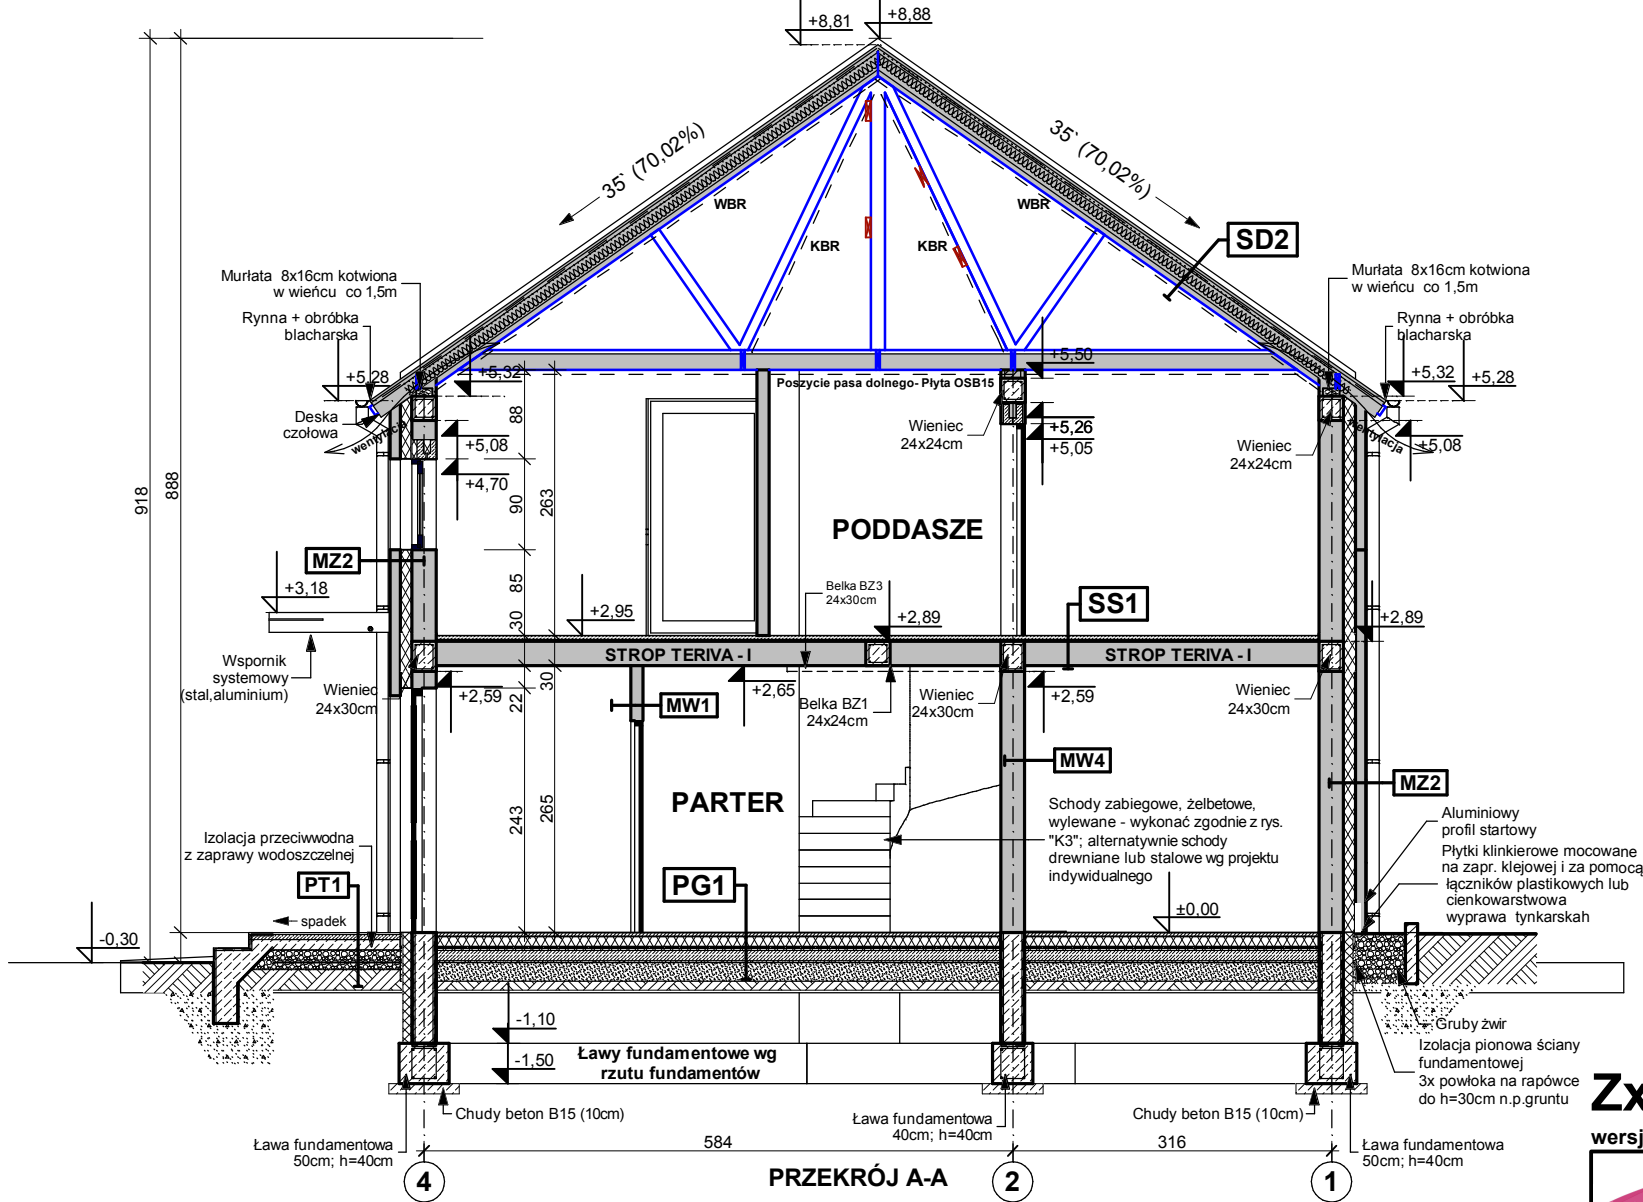 +8,81
+8,88
35` (70,02%)
35` (70,02%)
WBR
WBR
KBR
KBR
SD2
Murłata 8x16cm kotwiona
w wieńcu co 1,5m
Murłata 8x16cm kotwiona
w wieńcu co 1,5m
Rynna + obróbka
blacharska
Rynna + obróbka
blacharska
+5,28
+5,32
+5,50
+5,32
+5,28
Poszycie pasa dolnego- Płyta OSB15
Deska
czołowa
wentylacja
wentylacja
88
+5,08
+4,70
Wieniec
24x24cm
+5,26
+5,05
Wieniec
24x24cm
+5,08
918
888
90
263
PODDASZE
MZ2
85
30
+3,18
+2,95
Belka BZ3
24x30cm
+2,89
SS1
+2,89
STROP TERIVA - I
STROP TERIVA - I
Wspornik
systemowy
(stal,aluminium)
Wieniec
24x30cm
+2,59
22
30
MW1
+2,65
Belka BZ1
24x24cm
Wieniec
24x30cm
+2,59
Wieniec
24x30cm
MW4
MZ2
PARTER
243
265
Schody zabiegowe, żelbetowe,
wylewane - wykonać zgodnie z rys.
"K3"; alternatywnie schody
drewniane lub stalowe wg projektu
indywidualnego
Aluminiowy
profil startowy
Płytki klinkierowe mocowane
na zapr. klejowej i za pomocą
łączników plastikowych lub
cienkowarstwowa
wyprawa tynkarskah
Izolacja przeciwwodna
z zaprawy wodoszczelnej
PT1
PG1
spadek
±0,00
-0,30
-1,10
-1,50
Ławy fundamentowe wg
rzutu fundamentów
Gruby żwir
Izolacja pionowa ściany
fundamentowej
3x powłoka na rapówce
do h=30cm n.p.gruntu
Chudy beton B15 (10cm)
Chudy beton B15 (10cm)
Ława fundamentowa
50cm; h=40cm
Ława fundamentowa
40cm; h=40cm
Ława fundamentowa
50cm; h=40cm
584
316
4
PRZEKRÓJ A-A
2
1
Zx
wersj